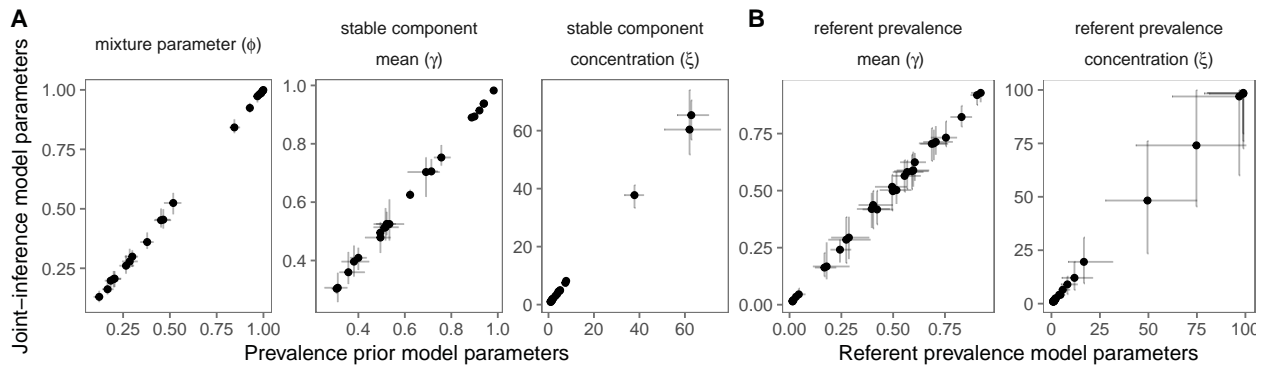 A
B
mixture parameter (ϕ)
stable component
mean (γ)
stable component
concentration (ξ)
referent prevalence
mean (γ)
referent prevalence
concentration (ξ)
Joint−inference model parameters
1.00
0.75
0.50
0.25
0.25 0.50 0.75 1.00
1.0
0.8
0.6
0.4
0.4 0.6 0.8 1.0
60
40
20
0
0 20 40 60
0.75
0.50
0.25
0.00
0.00 0.25 0.50 0.75
100
75
50
25
0
0 25 50 75 100
Prevalence prior model parameters
Referent prevalence model parameters